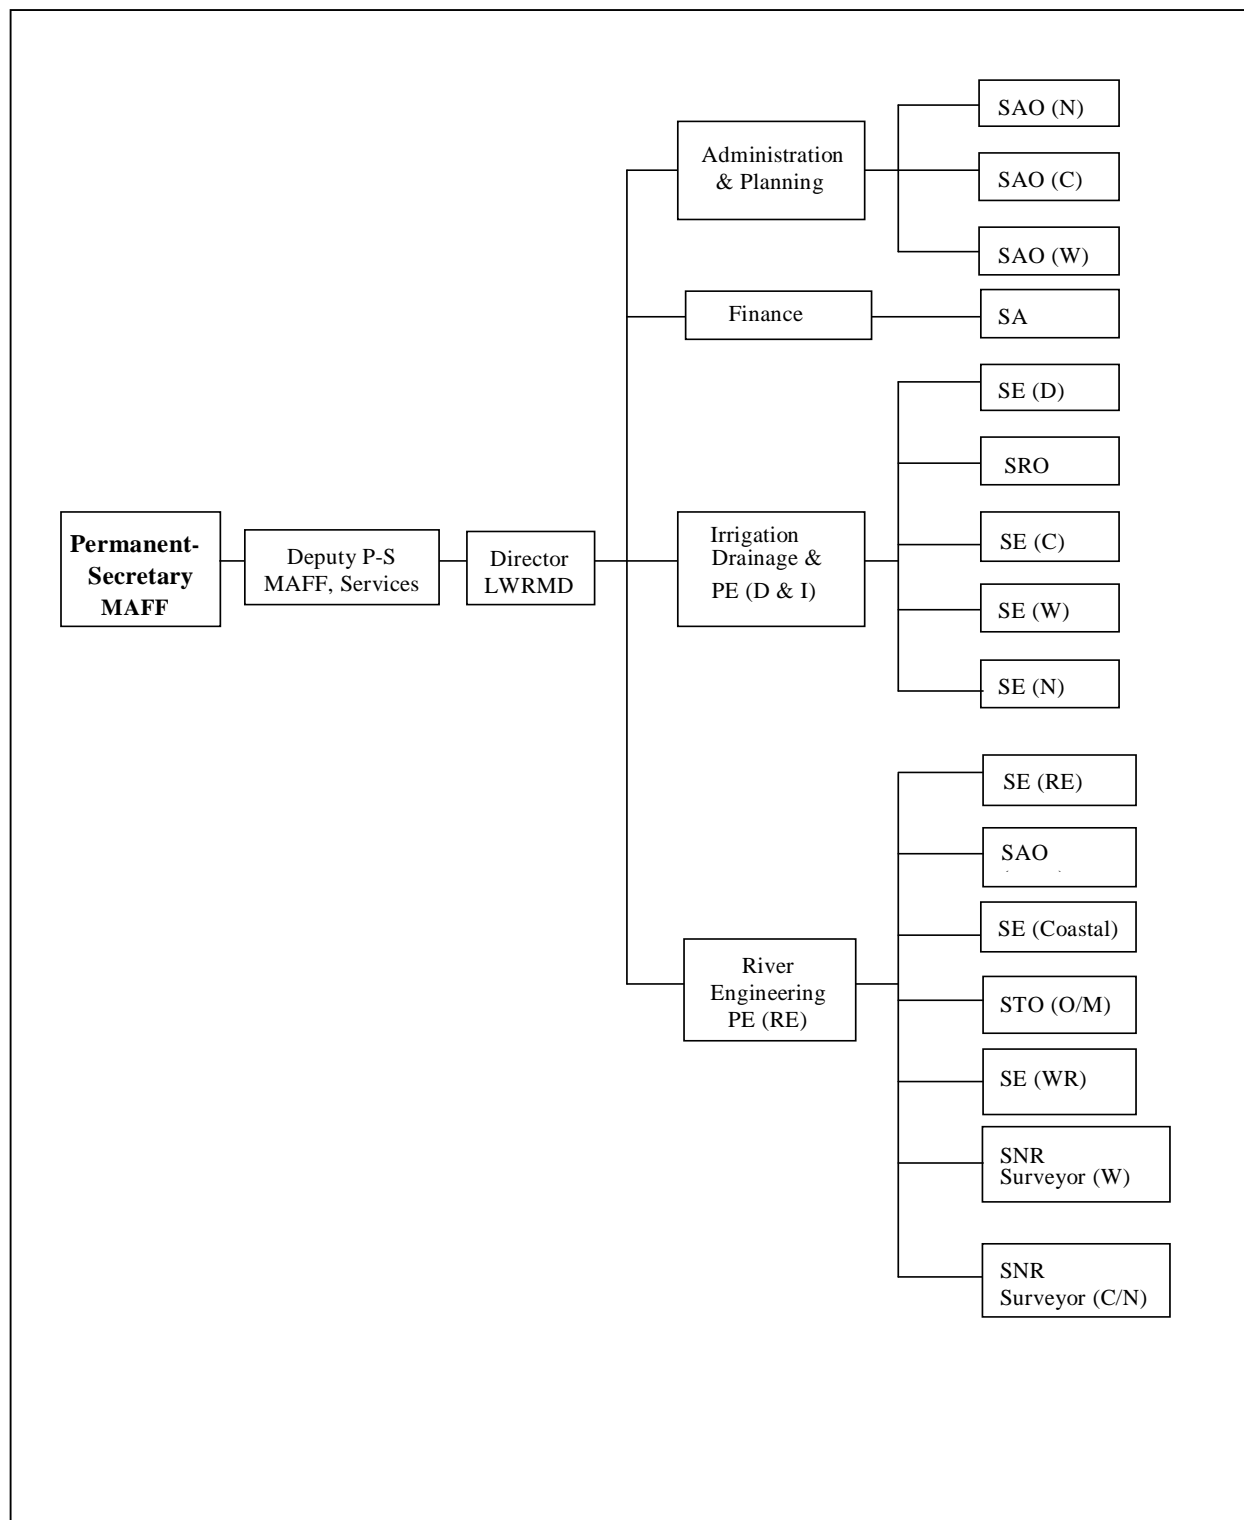 Permanent-
Secretary
MAFF
Deputy P-S
MAFF, Services
Director
LWRMD
Administration
& Planning
SAO (N)
SAO (C)
SAO (W)
Finance
SA
Irrigation
Drainage &
PE (D & I)
SE (D)
SRO
SE (C)
SE (W)
SE (N)
River
Engineering
PE (RE)
SE (RE)
SAO
SE (Coastal)
STO (O/M)
SE (WR)
SNR
Surveyor (W)
SNR
Surveyor (C/N)